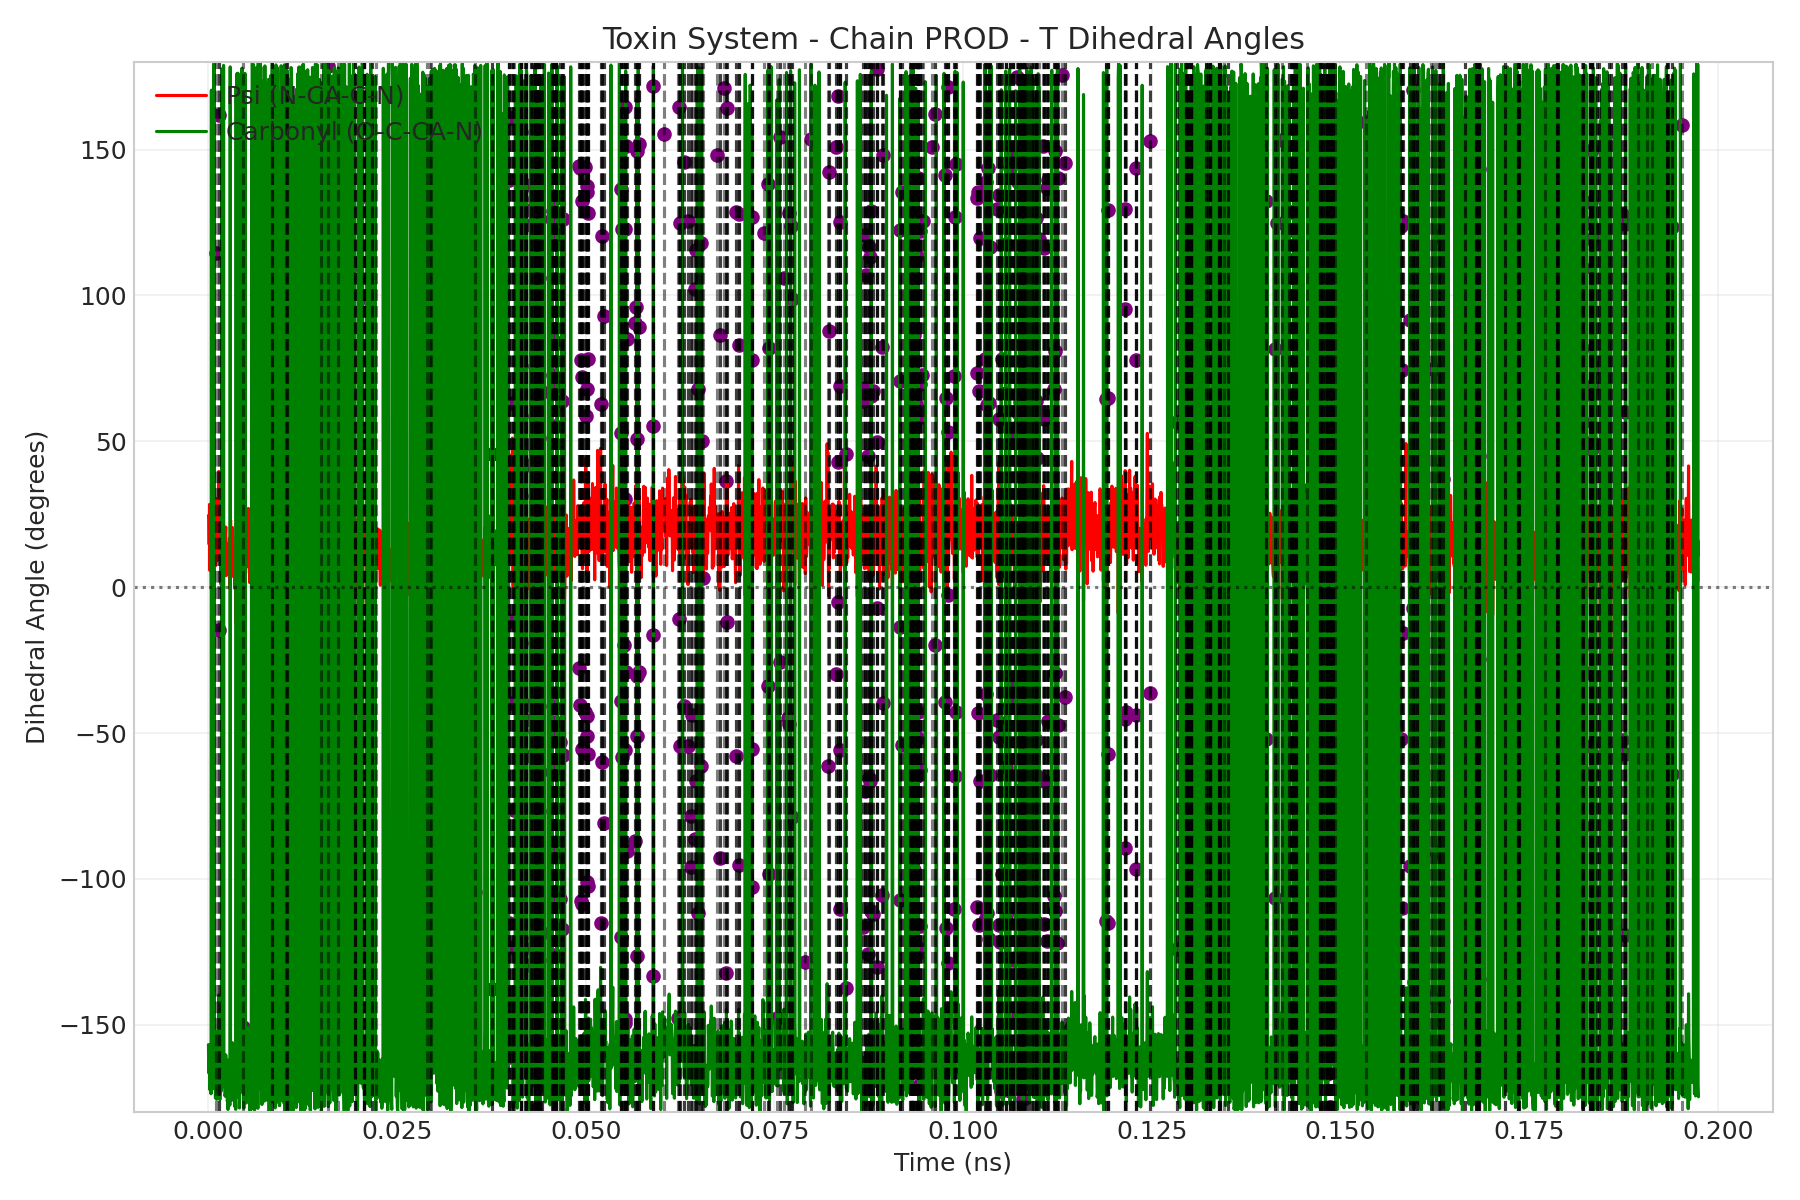 Toxin System - Chain PROD - T Dihedral Angles
Psi (N-CA-C-N)
Carbonyl (O-C-CA-N)
Dihedral Angle (degrees)
150
100
50
0
−50
−100
−150
0.000 0.025 0.050 0.075 0.100 0.125 0.150 0.175 0.200
Time (ns)